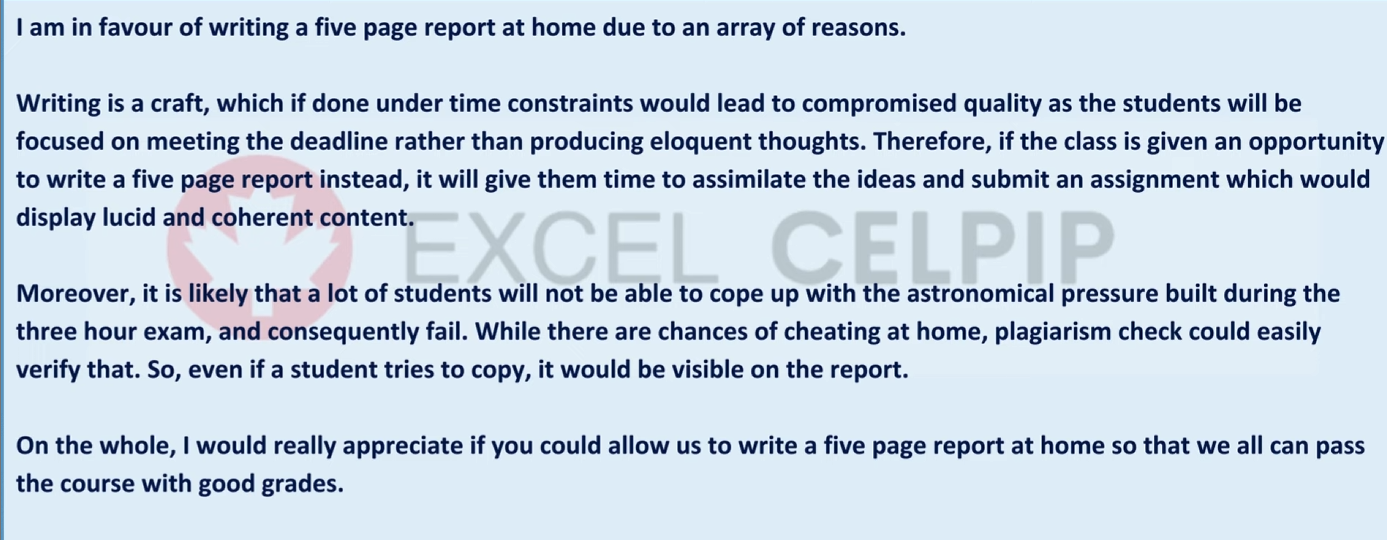 I am in favour of writing a five page report at home due to an array of reasons.
Writing is a craft, which if done under time constraints would lead to compromised quality as the students will be
focused on meeting the deadline rather than producing eloquent thoughts. Therefore, if the class is given an opportunity
to write a five page report instead, it will give them time to assimilate the ideas and submit an assignment which would
display lucid and coherent content.
EXCEL CELPIP
Moreover, it is likely that a lot of students will not be able to cope up with the astronomical pressure built during the
three hour exam, and consequently fail. While there are chances of cheating at home, plagiarism check could easily
verify that. So, even if a student tries to copy, it would be visible on the report.
On the whole, I would really appreciate if you could allow us to write a five page report at home so that we all can pass
the course with good grades.